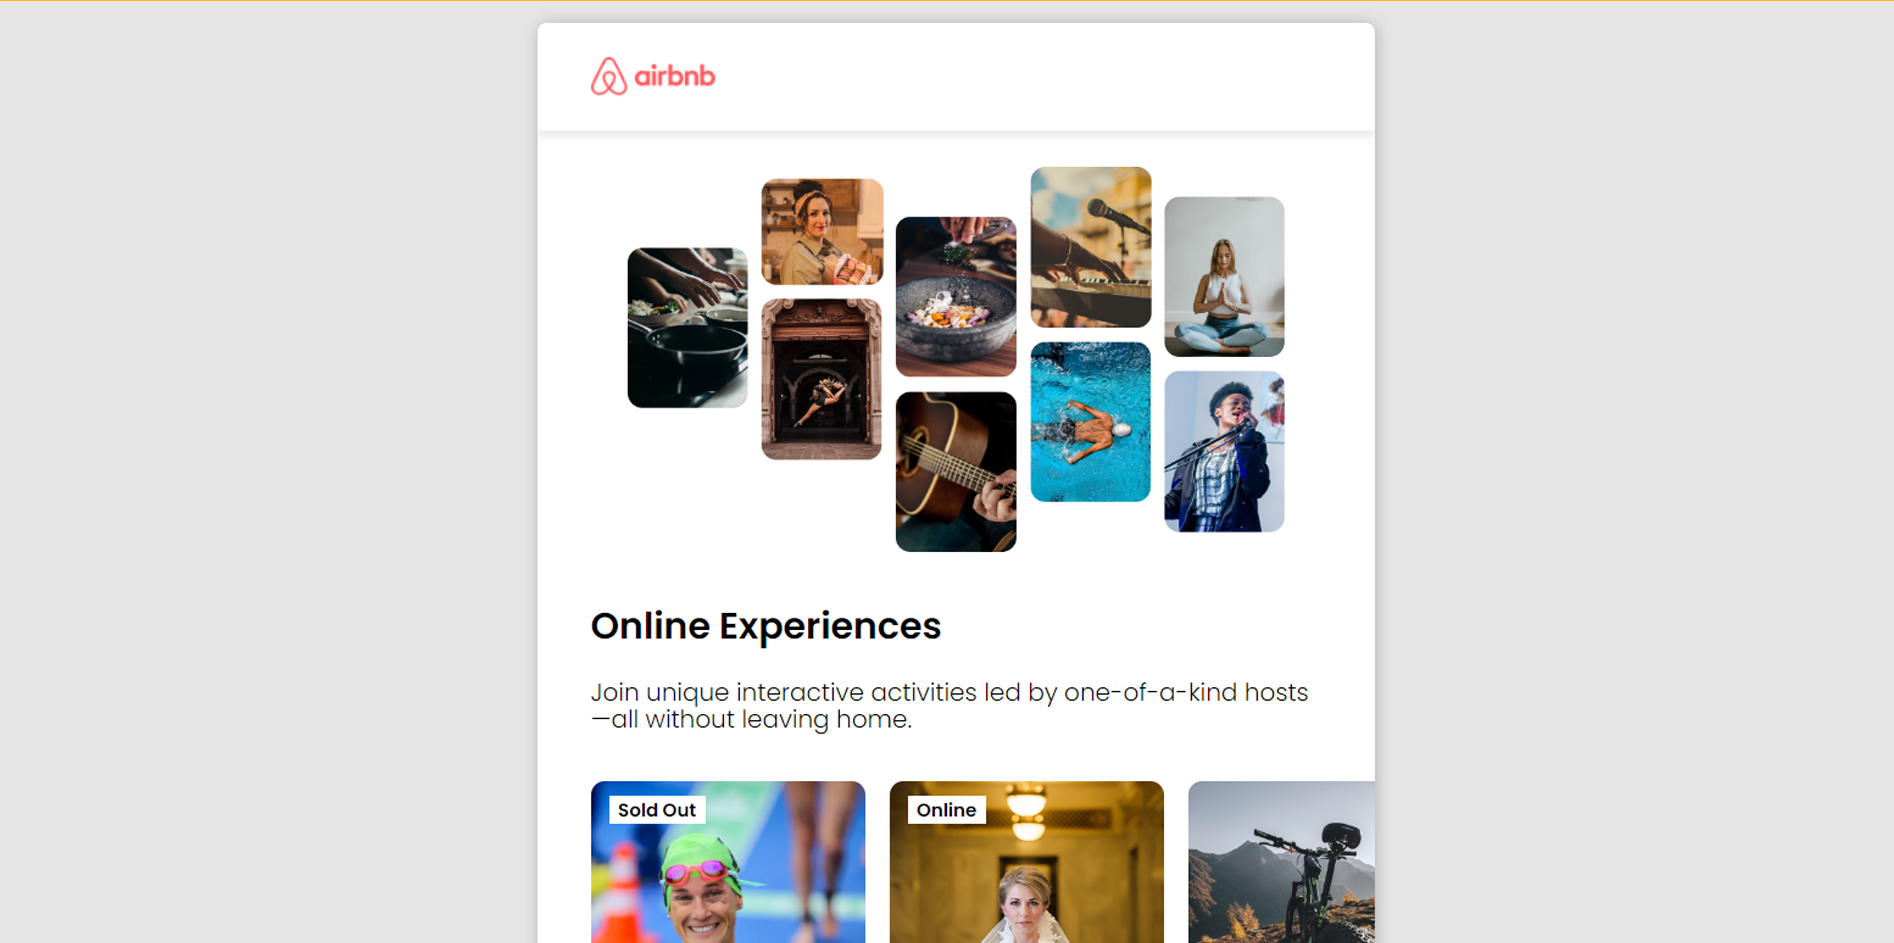 airbnb
Online Experiences
Join unique interactive activities led by one-of-a-kind hosts
—all without leaving home.
Sold Out
Online